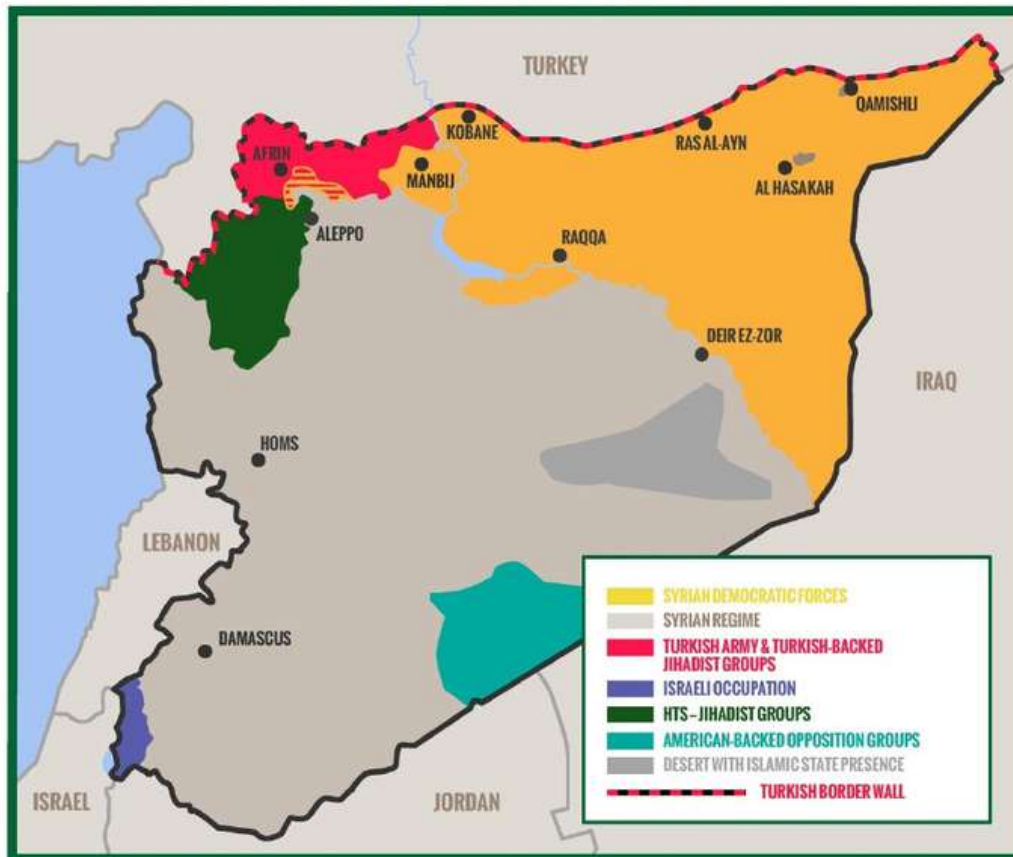 TURKEY
QAMISHLI
KOBANE
RAS AL-AYN
AFRIN
MANBIJ
AL HASAKAH
ALEPPO
RAQQA
DEIR EZ-ZOR
IRAQ
HOMS
LEBANON
DAMASCUS
ISRAEL
JORDAN
SYRIAN DEMOCRATIC FORCES
SYRIAN REGIME
TURKISH ARMY & TURKISH-BACKED
JIHADIST GROUPS
ISRAELI OCCUPATION
HTS – JIHADIST GROUPS
AMERICAN-BACKED OPPOSITION GROUPS
DESERT WITH ISLAMIC STATE PRESENCE
TURKISH BORDER WALL